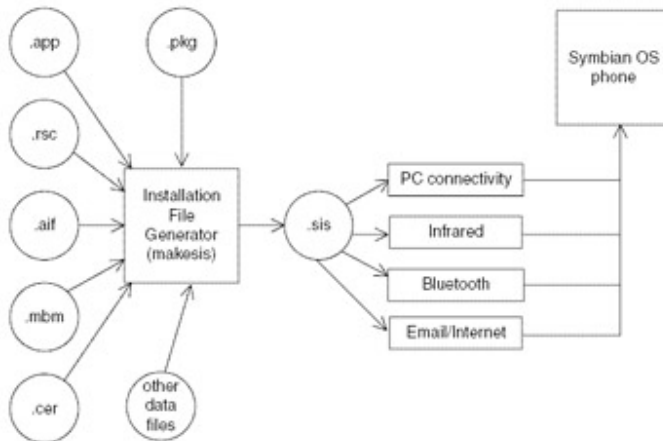 .app
.pkg
Symbian OS
phone
.rsc
Installation
File
Generator
(makesis)
PC connectivity
.aif
.sis
Infrared
Bluetooth
.mbm
Email/Internet
.cer
other
data
files